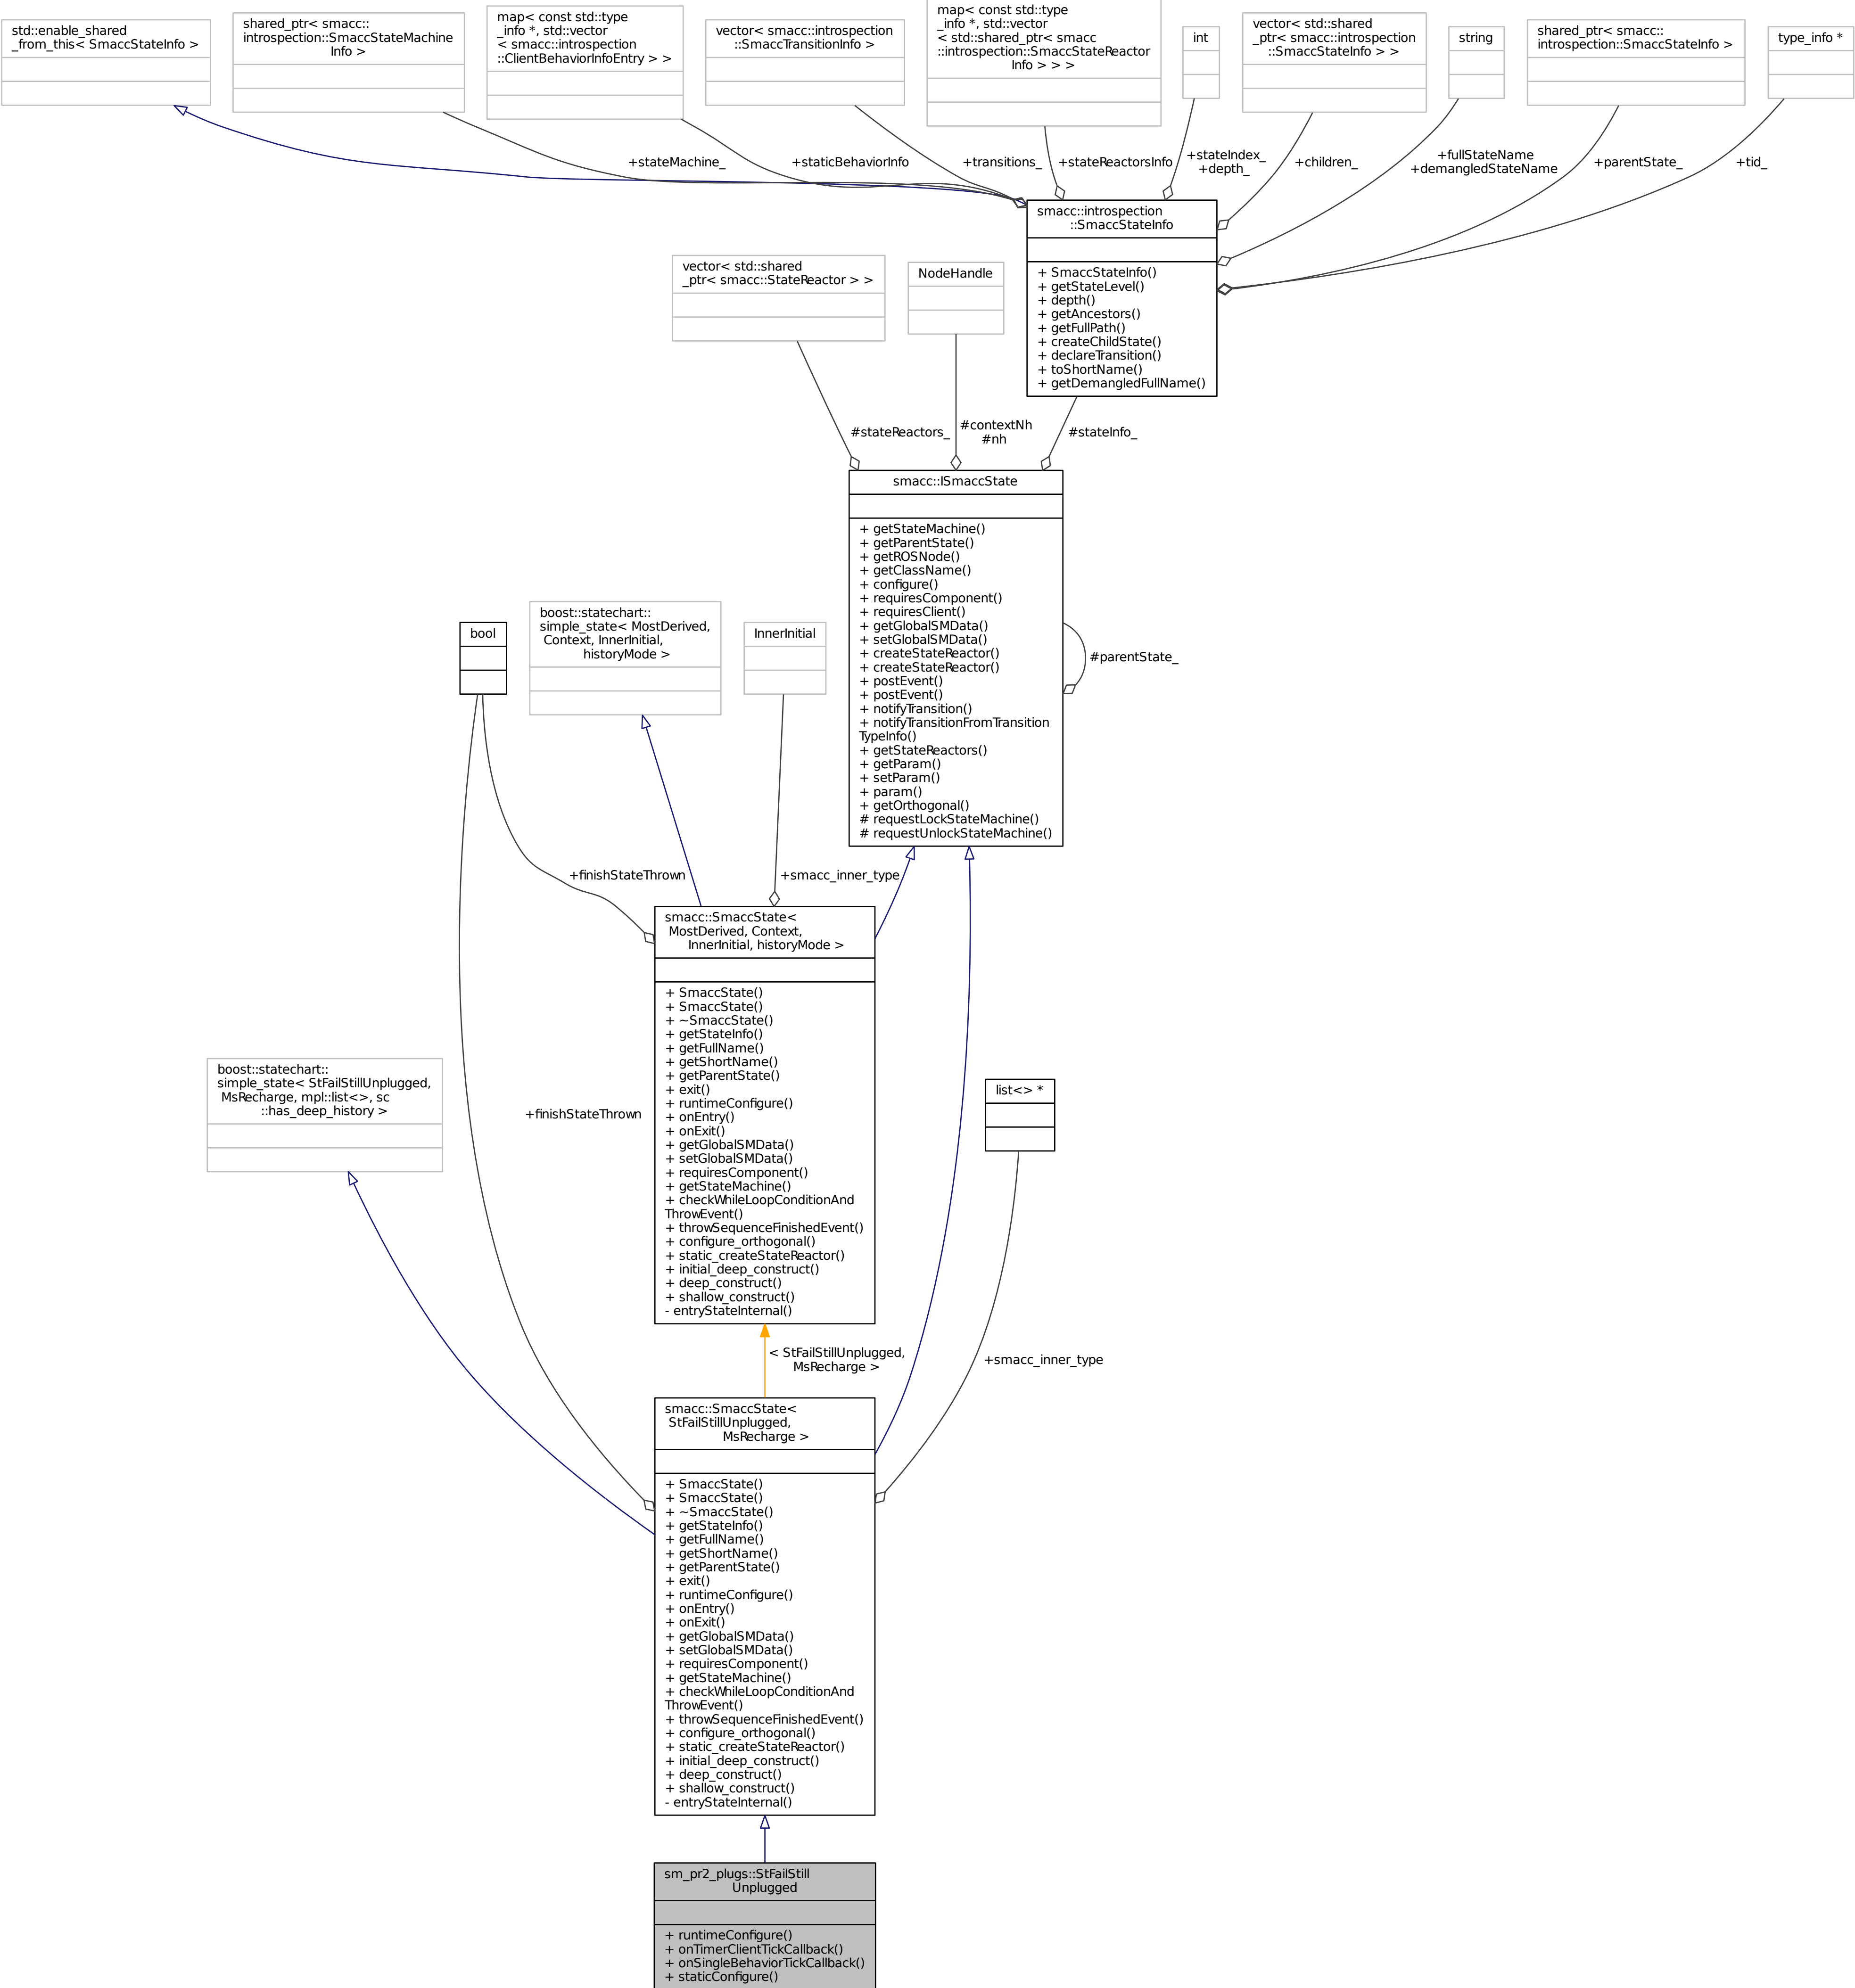 std::enable_shared
_from_this< SmaccStateInfo >
shared_ptr< smacc::
introspection::SmaccStateMachine
Info >
map< const std::type
_info *, std::vector
< smacc::introspection
::ClientBehaviorInfoEntry > >
vector< smacc::introspection
::SmaccTransitionInfo >
map< const std::type
_info *, std::vector
< std::shared_ptr< smacc
::introspection::SmaccStateReactor
Info > > >
int
vector< std::shared
_ptr< smacc::introspection
::SmaccStateInfo > >
string
shared_ptr< smacc::
introspection::SmaccStateInfo >
type_info *
+stateMachine_
+staticBehaviorInfo
+transitions_
+stateReactorsInfo
+stateIndex_
+depth_
+children_
+fullStateName
+demangledStateName
+parentState_
+tid_
smacc::introspection
::SmaccStateInfo
+ SmaccStateInfo()
+ getStateLevel()
+ depth()
+ getAncestors()
+ getFullPath()
+ createChildState()
+ declareTransition()
+ toShortName()
+ getDemangledFullName()
vector< std::shared
_ptr< smacc::StateReactor > >
NodeHandle
#stateReactors_
#contextNh
#nh
#stateInfo_
smacc::ISmaccState
+ getStateMachine()
+ getParentState()
+ getROSNode()
+ getClassName()
+ configure()
+ requiresComponent()
+ requiresClient()
+ getGlobalSMData()
+ setGlobalSMData()
+ createStateReactor()
+ createStateReactor()
+ postEvent()
+ postEvent()
+ notifyTransition()
+ notifyTransitionFromTransition
TypeInfo()
+ getStateReactors()
+ getParam()
+ setParam()
+ param()
+ getOrthogonal()
# requestLockStateMachine()
# requestUnlockStateMachine()
#parentState_
bool
boost::statechart::
simple_state< MostDerived,
Context, InnerInitial,
historyMode >
InnerInitial
+finishStateThrown
+smacc_inner_type
smacc::SmaccState<
MostDerived, Context,
InnerInitial, historyMode >
+ SmaccState()
+ SmaccState()
+ ~SmaccState()
+ getStateInfo()
+ getFullName()
+ getShortName()
+ getParentState()
+ exit()
+ runtimeConfigure()
+ onEntry()
+ onExit()
+ getGlobalSMData()
+ setGlobalSMData()
+ requiresComponent()
+ getStateMachine()
+ checkWhileLoopConditionAnd
ThrowEvent()
+ throwSequenceFinishedEvent()
+ configure_orthogonal()
+ static_createStateReactor()
+ initial_deep_construct()
+ deep_construct()
+ shallow_construct()
- entryStateInternal()
boost::statechart::
simple_state< StFailStillUnplugged,
MsRecharge, mpl::list<>, sc
::has_deep_history >
+finishStateThrown
list<> *
< StFailStillUnplugged,
MsRecharge >
+smacc_inner_type
smacc::SmaccState<
StFailStillUnplugged,
MsRecharge >
+ SmaccState()
+ SmaccState()
+ ~SmaccState()
+ getStateInfo()
+ getFullName()
+ getShortName()
+ getParentState()
+ exit()
+ runtimeConfigure()
+ onEntry()
+ onExit()
+ getGlobalSMData()
+ setGlobalSMData()
+ requiresComponent()
+ getStateMachine()
+ checkWhileLoopConditionAnd
ThrowEvent()
+ throwSequenceFinishedEvent()
+ configure_orthogonal()
+ static_createStateReactor()
+ initial_deep_construct()
+ deep_construct()
+ shallow_construct()
- entryStateInternal()
sm_pr2_plugs::StFailStill
Unplugged
+ runtimeConfigure()
+ onTimerClientTickCallback()
+ onSingleBehaviorTickCallback()
+ staticConfigure()